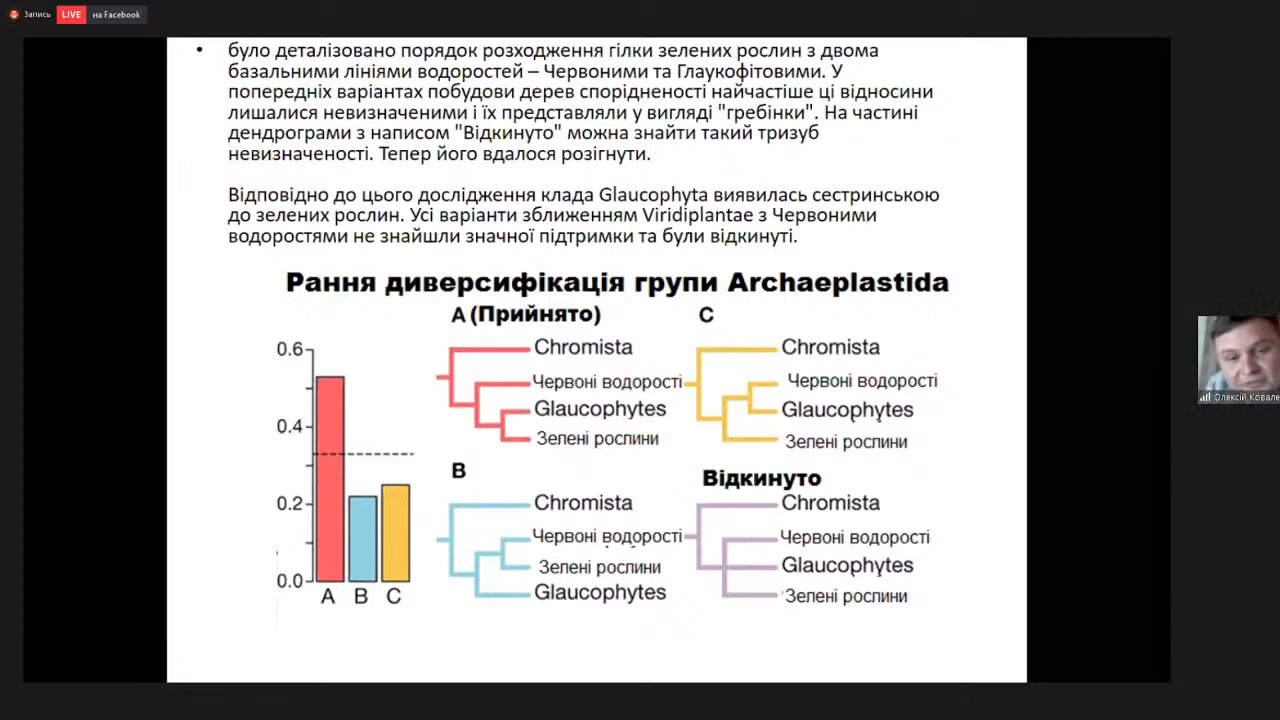 Запись LIVE на Facebook
• було деталізовано порядок розходження гілки зелених рослин з двома
базальними лініями водоростей – Червоними та Глаукофітовими. У
попередніх варіантах побудови дерев спорідненості найчастіше ці відносини
лишалися невизначеними і їх представляли у вигляді "гребінки". На частині
дендрограми з написом "Відкинуто" можна знайти такий тризуб
невизначеності. Тепер його вдалося розігнути.
Відповідно до цього дослідження клада Glaucophyta виявилась сестринською
до зелених рослин. Усі варіанти зближенням Viridiplantae з Червоними
водоростями не знайшли значної підтримки та були відкинуті.
Рання диверсифікація групи Archaeplastida
0.6
0.4
0.2
0.0
A B C
A (Прийнято)
Chromista
Червоні водорості
Glaucophytes
Зелені рослини
C
Chromista
Червоні водорості
Glaucophytes
Зелені рослини
B
Chromista
Червоні водорості
Зелені рослини
Glaucophytes
Відкинуто
Chromista
Червоні водорості
Glaucophytes
Зелені рослини
Олексій Ковале